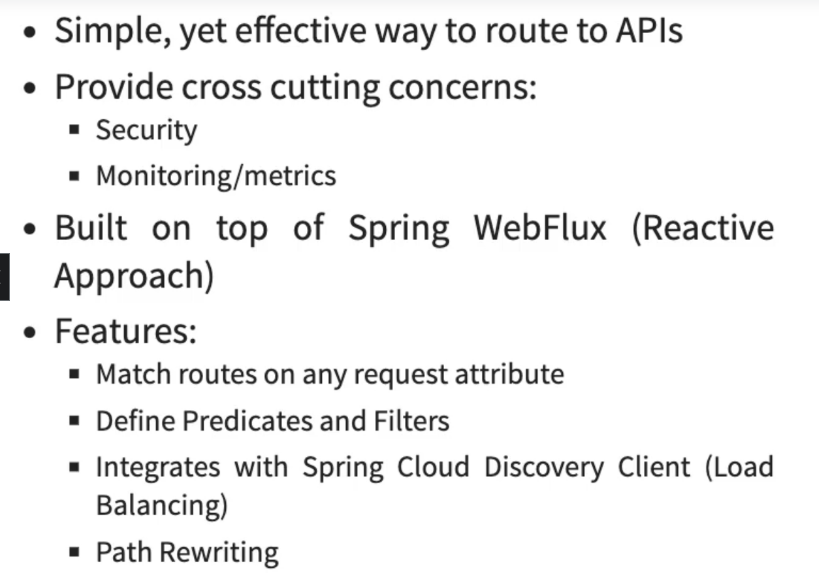 • Simple, yet effective way to route to APIs
• Provide cross cutting concerns:
▪ Security
▪ Monitoring/metrics
• Built on top of Spring WebFlux (Reactive
Approach)
• Features:
▪ Match routes on any request attribute
▪ Define Predicates and Filters
▪ Integrates with Spring Cloud Discovery Client (Load
Balancing)
▪ Path Rewriting